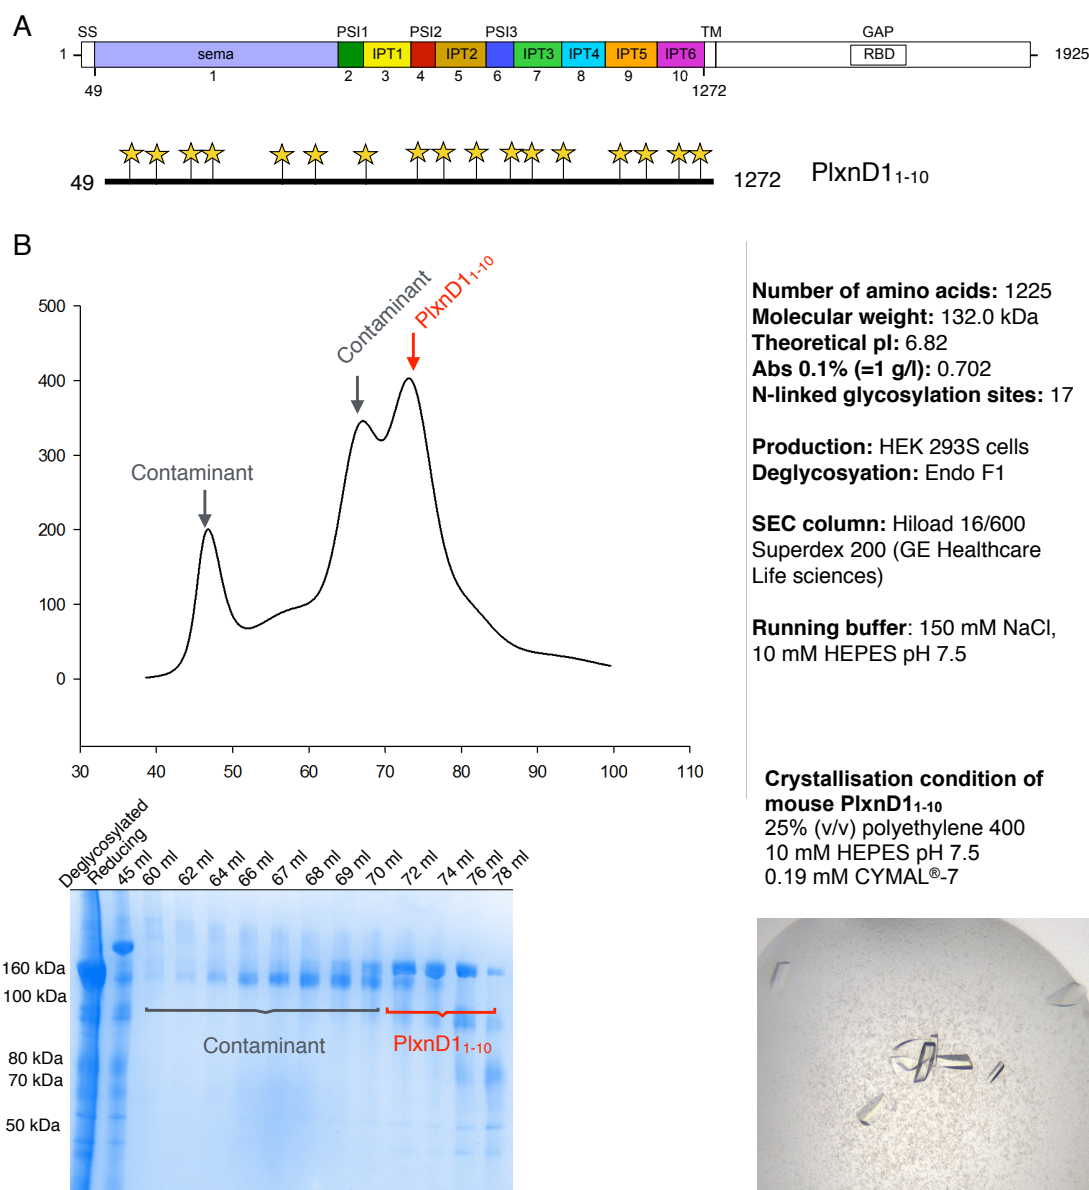 A
SS
PSI1
PSI2
PSI3
TM
GAP
1
sema
IPT1
IPT2
IPT3
IPT4
IPT5
IPT6
RBD
1925
1
2
3
4
5
6
7
8
9
10
49
1272
49
1272
PlxnD1₁₋₁₀
B
Contaminant
Contaminant
PlxnD1₁₋₁₀
500
400
300
200
100
0
30
40
50
60
70
80
90
100
110
Number of amino acids: 1225
Molecular weight: 132.0 kDa
Theoretical pI: 6.82
Abs 0.1% (=1 g/l): 0.702
N-linked glycosylation sites: 17
Production: HEK 293S cells
Deglycosyation: Endo F1
SEC column: Hiload 16/600
Superdex 200 (GE Healthcare
Life sciences)
Running buffer: 150 mM NaCl,
10 mM HEPES pH 7.5
Crystallisation condition of
mouse PlxnD1₁₋₁₀
25% (v/v) polyethylene 400
10 mM HEPES pH 7.5
0.19 mM CYMAL®-7
Deglycosylated
Reducing
45 ml
60 ml
62 ml
64 ml
66 ml
67 ml
68 ml
69 ml
70 ml
72 ml
74 ml
76 ml
78 ml
160 kDa
100 kDa
80 kDa
70 kDa
50 kDa
Contaminant
PlxnD1₁₋₁₀